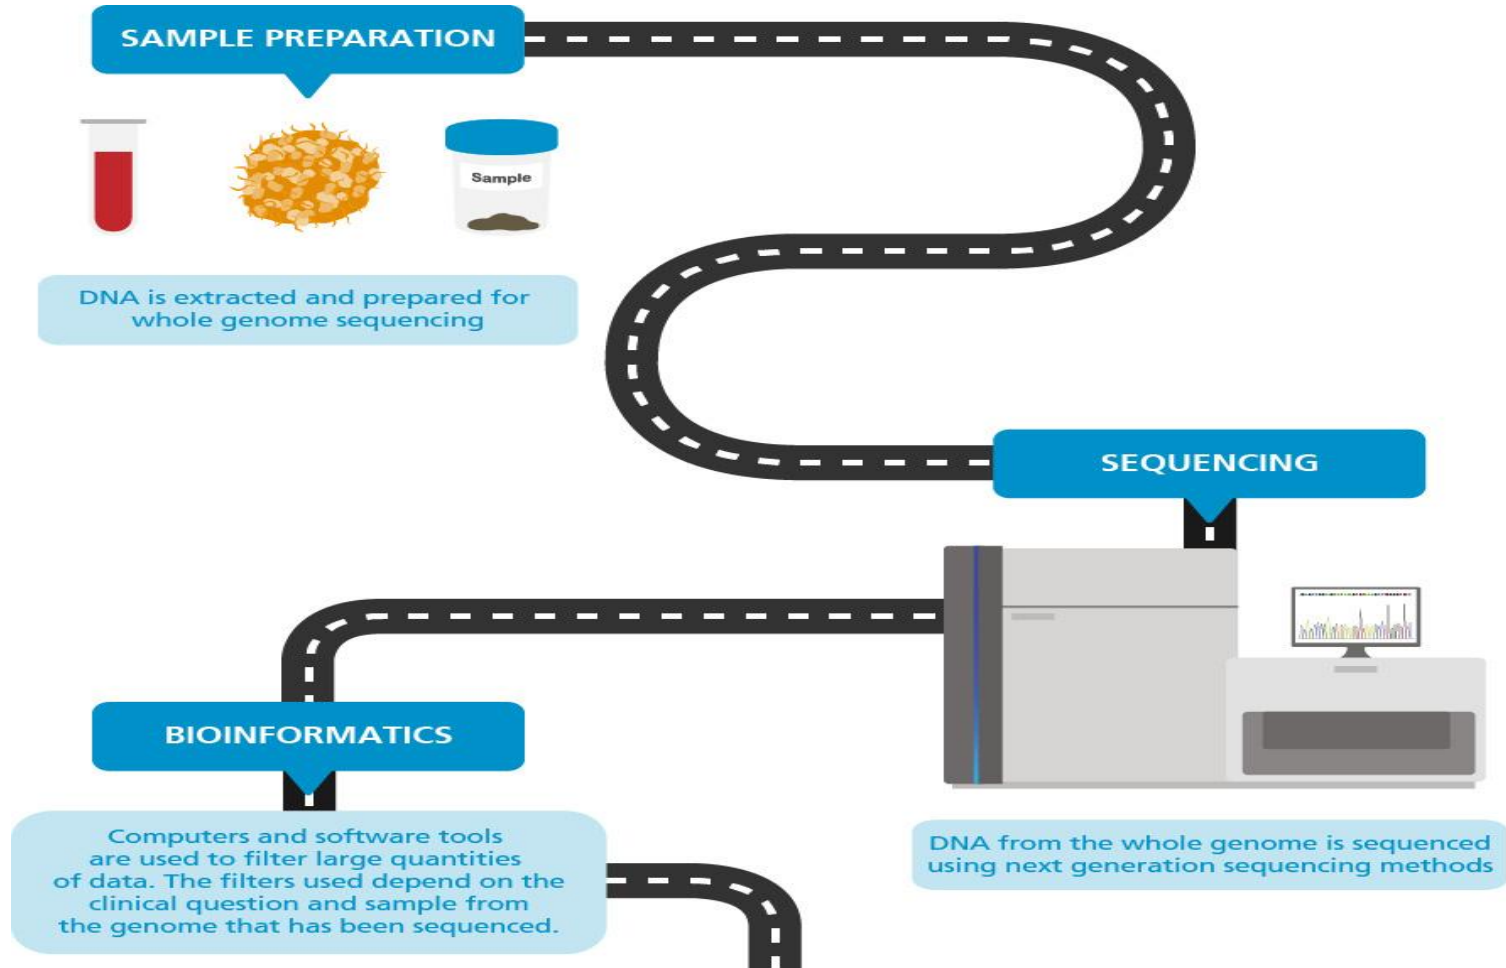 SAMPLE PREPARATION
Sample
DNA is extracted and prepared for
whole genome sequencing
SEQUENCING
DNA from the whole genome is sequenced
using next generation sequencing methods
BIOINFORMATICS
Computers and software tools
are used to filter large quantities
of data. The filters used depend on the
clinical question and sample from
the genome that has been sequenced.